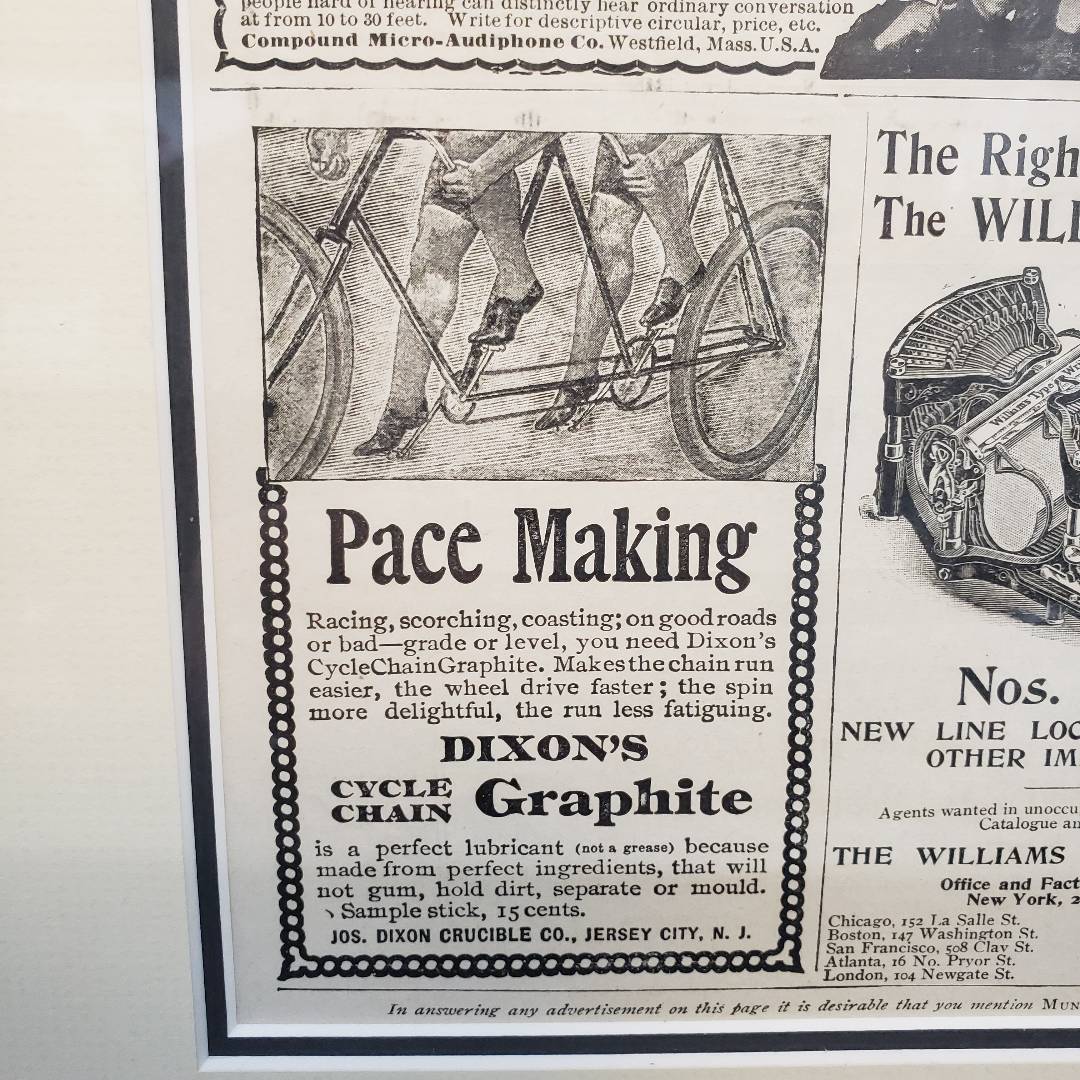 people hard of hearing can distinctly hear ordinary conversation
at from 10 to 30 feet. Write for descriptive circular, price, etc.
Compound Micro-Audiphone Co. Westfield, Mass. U.S.A.
Pace Making
Racing, scorching, coasting; on good roads
or bad—grade or level, you need Dixon's
Cycle Chain Graphite. Makes the chain run
easier, the wheel drive faster; the spin
more delightful, the run less fatiguing.
DIXON'S
CYCLE
CHAIN Graphite
is a perfect lubricant (not a grease) because
made from perfect ingredients, that will
not gum, hold dirt, separate or mould.
Sample stick, 15 cents.
JOS. DIXON CRUCIBLE CO., JERSEY CITY, N. J.
The Righ
The WILL
Williams Type
Nos.
NEW LINE LOC
OTHER IM
Agents wanted in unoccu
Catalogue an
THE WILLIAMS
Office and Fact
New York, 2
Chicago, 152 La Salle St.
Boston, 147 Washington St.
San Francisco, 508 Clay St.
Atlanta, 16 No. Pryor St.
London, 104 Newgate St.
In answering any advertisement on this page it is desirable that you mention MUN